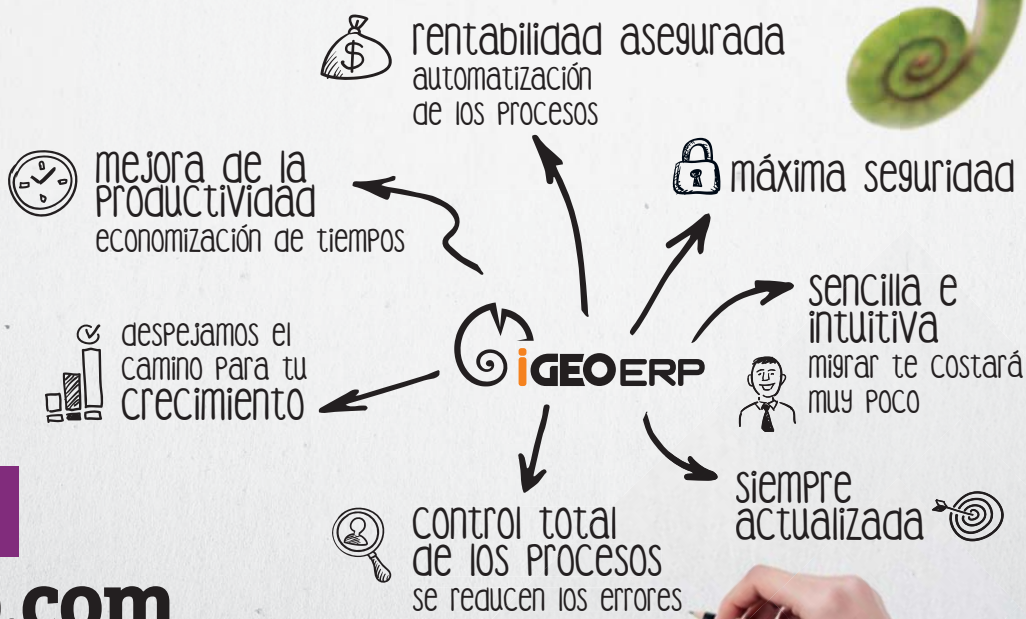 rentabilidad asegurada
automatización
de los procesos
mejora de la
productividad
economización de tiempos
máxima seguridad
sencilla e
intuitiva
migrar te costará
muy poco
despejamos el
camino para tu
crecimiento
iGEOERP
siempre
actualizada
control total
de los procesos
se reducen los errores
.com